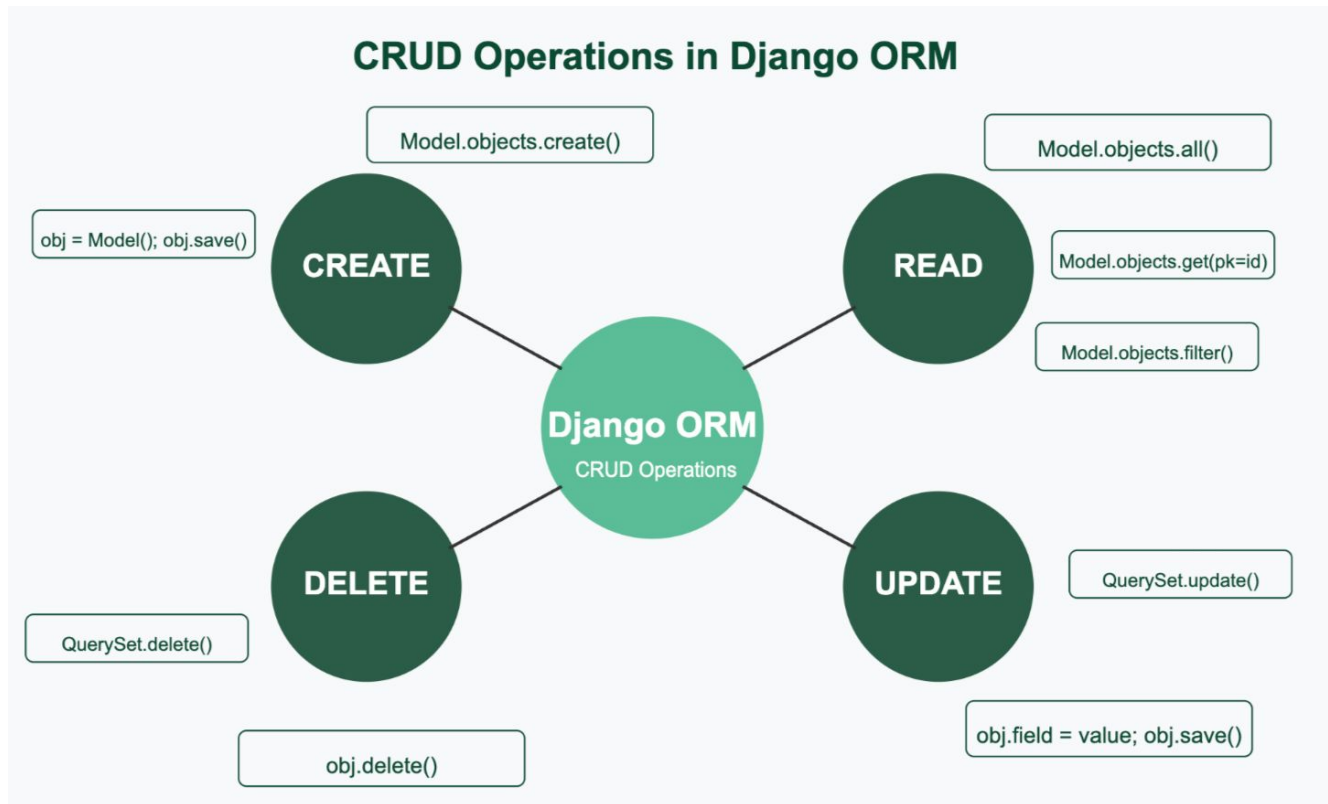 CRUD Operations in Django ORM
Model.objects.create()
obj = Model(); obj.save()
CREATE
Model.objects.all()
READ
Model.objects.get(pk=id)
Model.objects.filter()
Django ORM
CRUD Operations
DELETE
QuerySet.delete()
obj.delete()
UPDATE
QuerySet.update()
obj.field = value; obj.save()